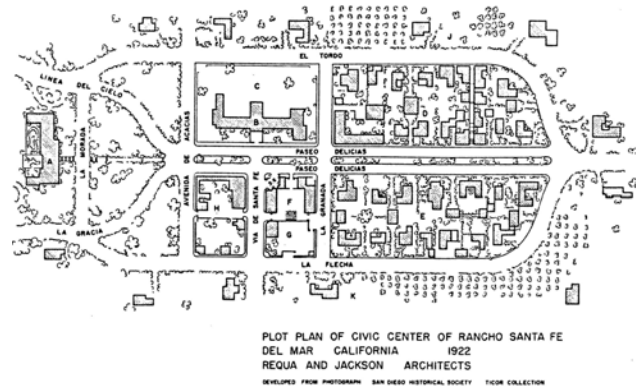 EL TORDO
LINEA DEL CIELO
C
B
ACACIAS
DE
AVENIDA
LA MORADA
A
PASEO DELICIAS
PASEO DELICIAS
H
VIA DE SANTA FE
F
G
LA GRANADA
E
LA GRACIA
LA FLECHA
K
PLOT PLAN OF CIVIC CENTER OF RANCHO SANTA FE
DEL MAR CALIFORNIA 1922
REQUA AND JACKSON ARCHITECTS
DEVELOPED FROM PHOTOGRAPH SAN DIEGO HISTORICAL SOCIETY TICOR COLLECTION